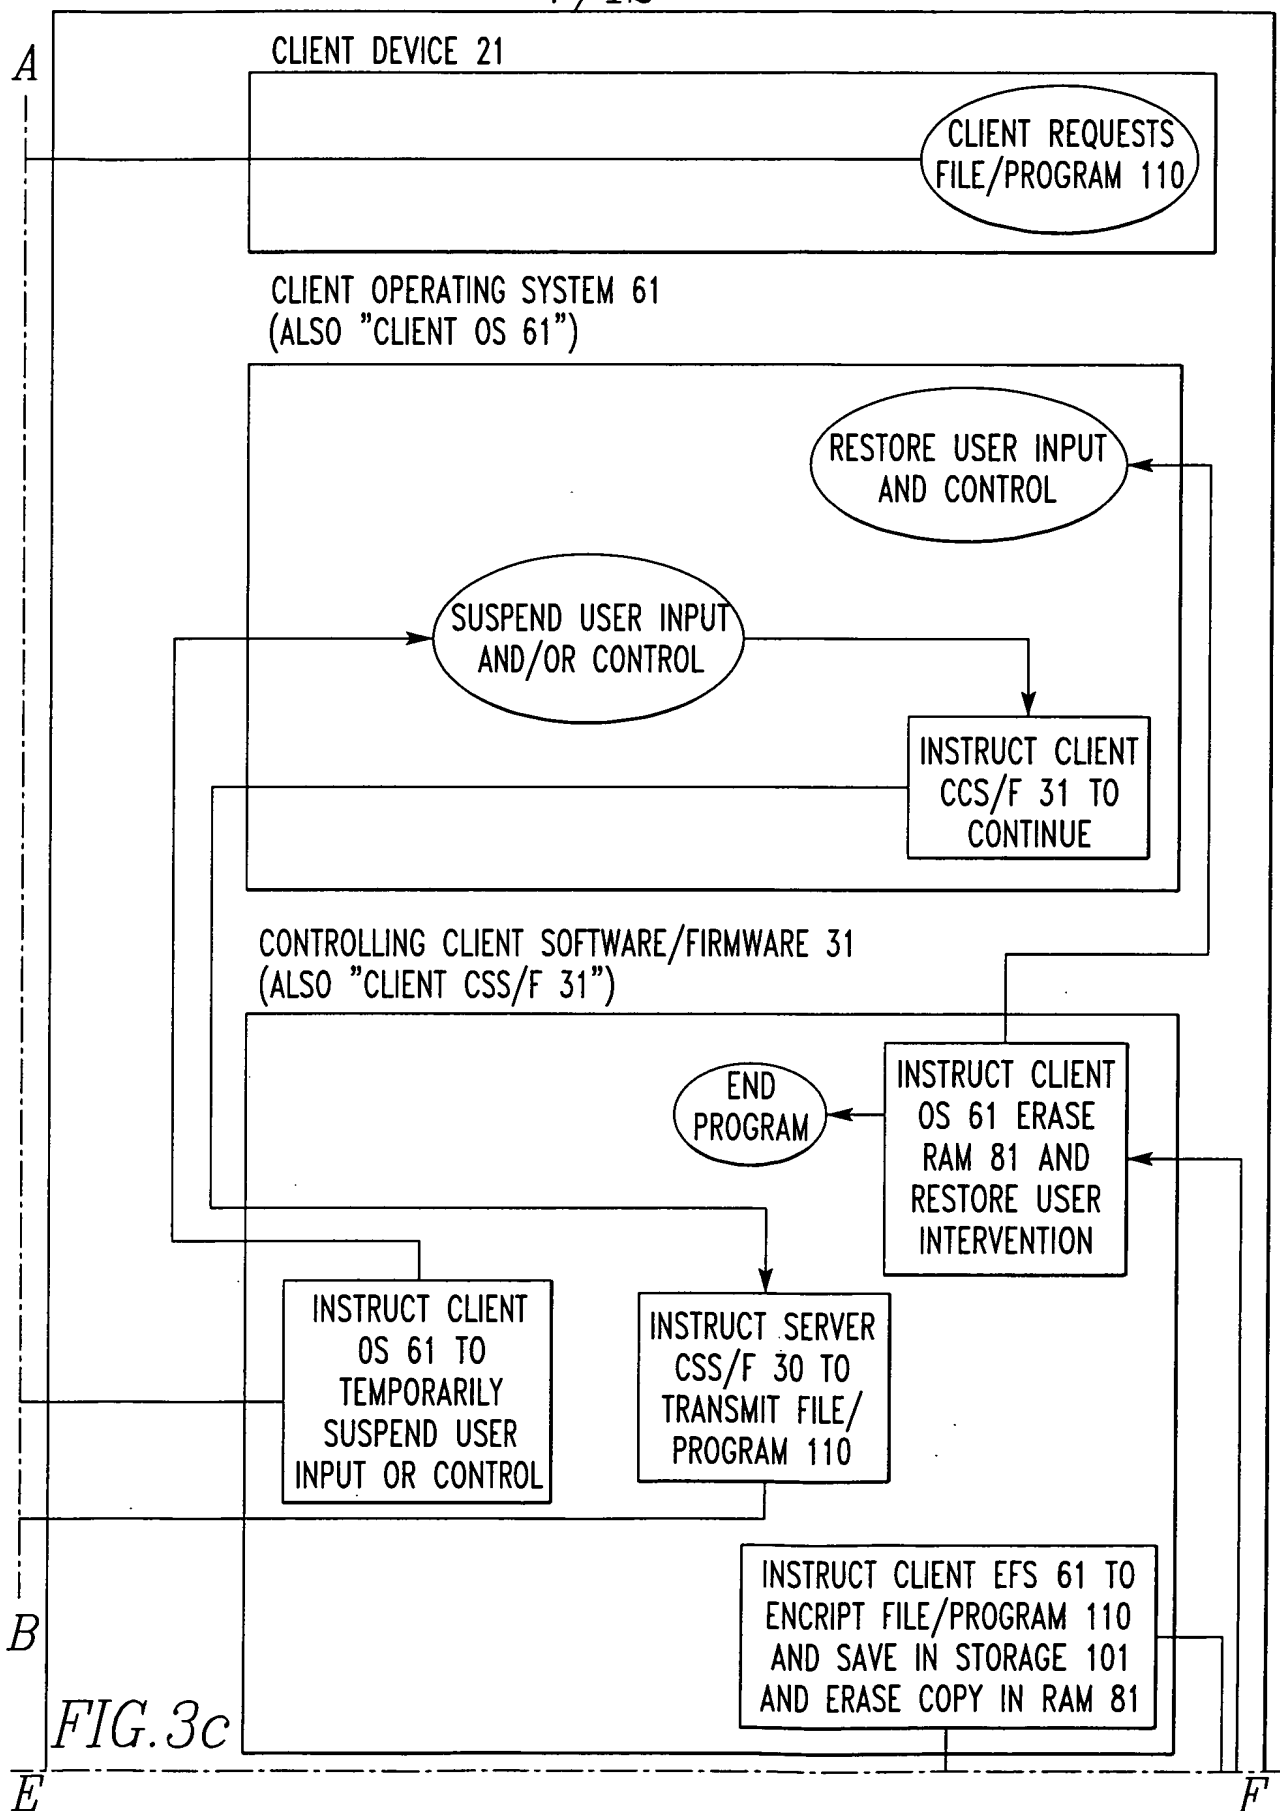 A
CLIENT DEVICE 21
CLIENT REQUESTS
FILE/PROGRAM 110
CLIENT OPERATING SYSTEM 61
(ALSO "CLIENT OS 61")
RESTORE USER INPUT
AND CONTROL
SUSPEND USER INPUT
AND/OR CONTROL
INSTRUCT CLIENT
CCS/F 31 TO
CONTINUE
CONTROLLING CLIENT SOFTWARE/FIRMWARE 31
(ALSO "CLIENT CSS/F 31")
END
PROGRAM
INSTRUCT CLIENT
OS 61 ERASE
RAM 81 AND
RESTORE USER
INTERVENTION
INSTRUCT CLIENT
OS 61 TO
TEMPORARILY
SUSPEND USER
INPUT OR CONTROL
INSTRUCT SERVER
CSS/F 30 TO
TRANSMIT FILE/
PROGRAM 110
INSTRUCT CLIENT EFS 61 TO
ENCRIPT FILE/PROGRAM 110
AND SAVE IN STORAGE 101
AND ERASE COPY IN RAM 81
B
FIG.3c
E
F